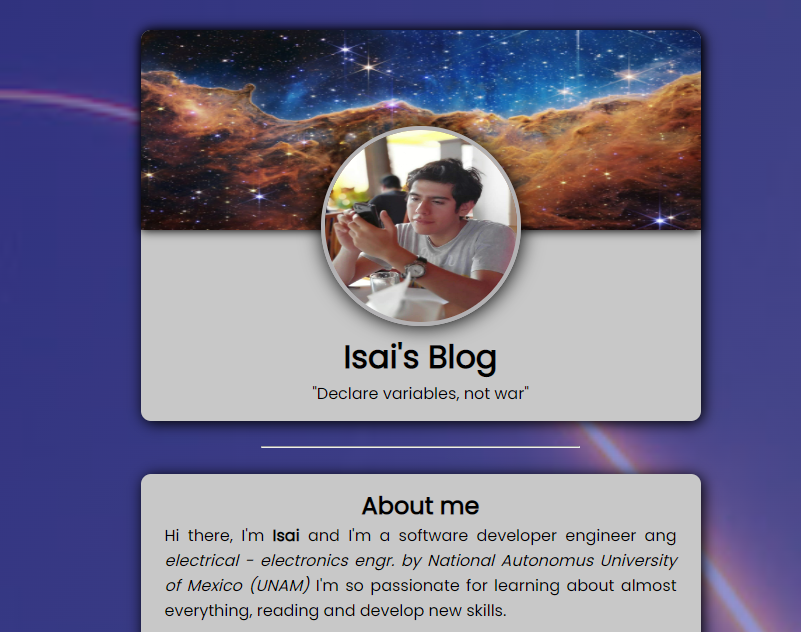 Isai's Blog
"Declare variables, not war"
About me
Hi there, I'm Isai and I'm a software developer engineer ang
electrical - electronics engr. by National Autonomus University
of Mexico (UNAM) I'm so passionate for learning about almost
everything, reading and develop new skills.